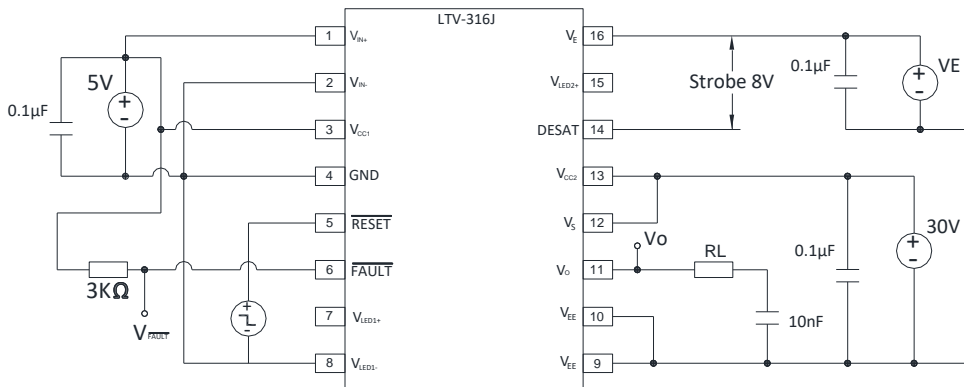 LTV-316J
1 V_IN+
2 V_IN-
3 V_CC1
4 GND
5 RESET
6 FAULT
7 V_LED1+
8 V_LED1-
V_E 16
V_LED2+ 15
DESAT 14
V_CC2 13
V_S 12
V_O 11
V_EE 10
V_EE 9
0.1μF
5V
3KΩ
V_FAULT
Strobe 8V
0.1μF
VE
Vo
RL
10nF
0.1μF
30V